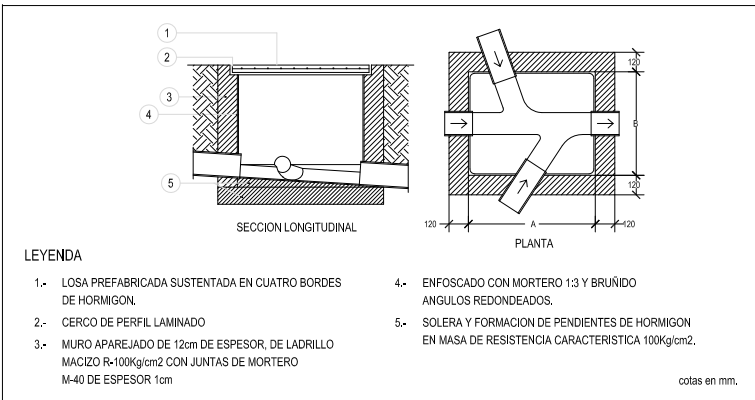 1
2
3
4
5
SECCION LONGITUDINAL
120
B
120
120
A
120
PLANTA
LEYENDA
1.- LOSA PREFABRICADA SUSTENTADA EN CUATRO BORDES
DE HORMIGON.
2.- CERCO DE PERFIL LAMINADO
3.- MURO APAREJADO DE 12cm DE ESPESOR, DE LADRILLO
MACIZO R-100Kg/cm2 CON JUNTAS DE MORTERO
M-40 DE ESPESOR 1cm
4.- ENFOSCADO CON MORTERO 1:3 Y BRUÑIDO
ANGULOS REDONDEADOS.
5.- SOLERA Y FORMACION DE PENDIENTES DE HORMIGON
EN MASA DE RESISTENCIA CARACTERISTICA 100Kg/cm2.
cotas en mm.